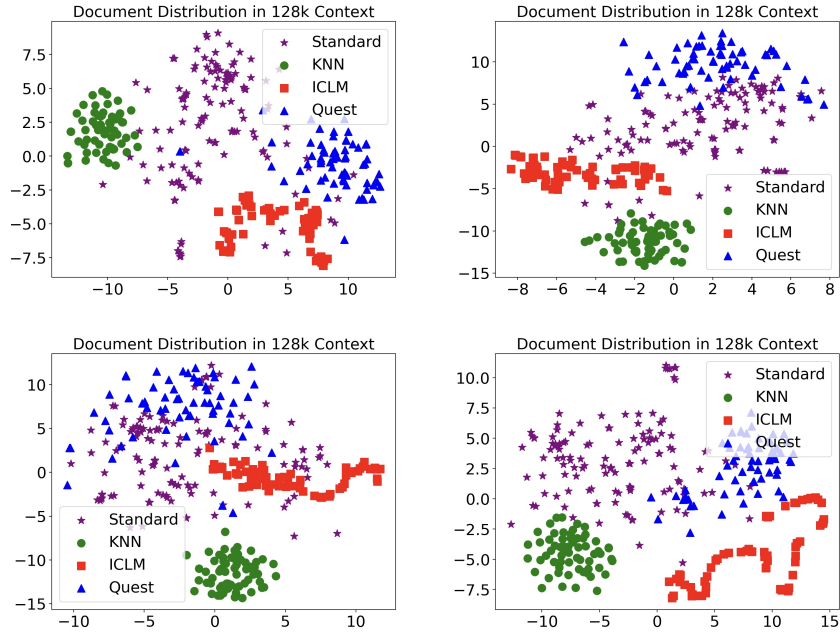 Document Distribution in 128k Context
7.5
5.0
2.5
0.0
−2.5
−5.0
−7.5
−10
−5
0
5
10
Standard
KNN
ICLM
Quest
Document Distribution in 128k Context
10
5
0
−5
−10
−15
−8
−6
−4
−2
0
2
4
6
8
Standard
KNN
ICLM
Quest
Document Distribution in 128k Context
10
5
0
−5
−10
−15
−10
−5
0
5
10
Standard
KNN
ICLM
Quest
Document Distribution in 128k Context
10.0
7.5
5.0
2.5
0.0
−2.5
−5.0
−7.5
−10
−5
0
5
10
15
Standard
KNN
ICLM
Quest